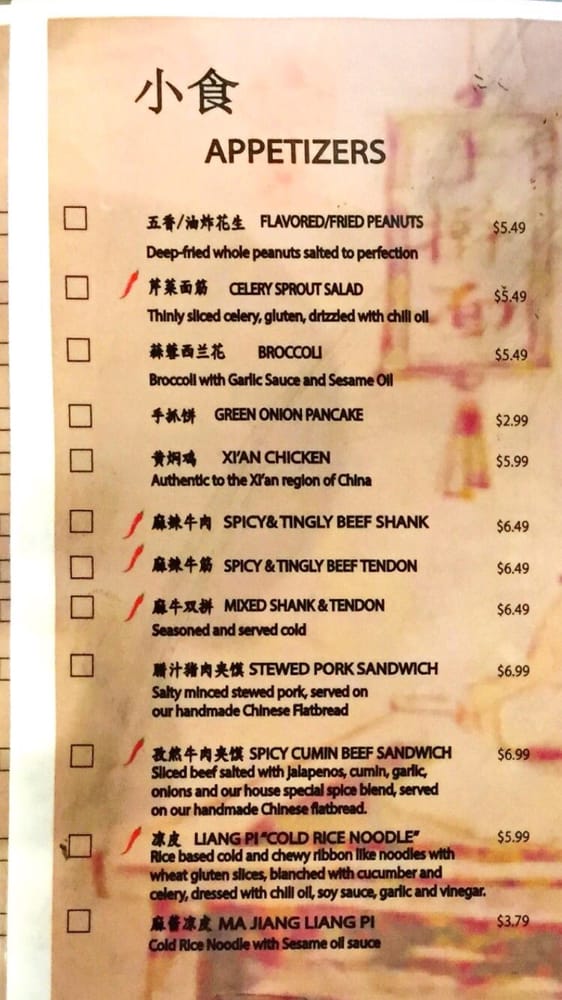 小食
APPETIZERS
五香/油炸花生 FLAVORED/FRIED PEANUTS $5.49
Deep-fried whole peanuts salted to perfection
芹菜面筋 CELERY SPROUT SALAD $5.49
Thinly sliced celery, gluten, drizzled with chili oil
蒜蓉西兰花 BROCCOLI $5.49
Broccoli with Garlic Sauce and Sesame Oil
手抓饼 GREEN ONION PANCAKE $2.99
黄焖鸡 XI'AN CHICKEN $5.99
Authentic to the Xi'an region of China
麻辣牛肉 SPICY& TINGLY BEEF SHANK $6.49
麻辣牛筋 SPICY & TINGLY BEEF TENDON $6.49
麻牛双拼 MIXED SHANK & TENDON $6.49
Seasoned and served cold
腊汁猪肉夹馍 STEWED PORK SANDWICH $6.99
Salty minced stewed pork, served on
our handmade Chinese Flatbread
孜然牛肉夹馍 SPICY CUMIN BEEF SANDWICH $6.99
Sliced beef salted with jalapenos, cumin, garlic,
onions and our house special spice blend, served
on our handmade Chinese flatbread.
凉皮 LIANG PI "COLD RICE NOODLE" $5.99
Rice based cold and chewy ribbon like noodles with
wheat gluten slices, blanched with cucumber and
celery, dressed with chili oil, soy sauce, garlic and vinegar.
麻酱凉皮 MA JIANG LIANG PI $3.79
Cold Rice Noodle with Sesame oil sauce